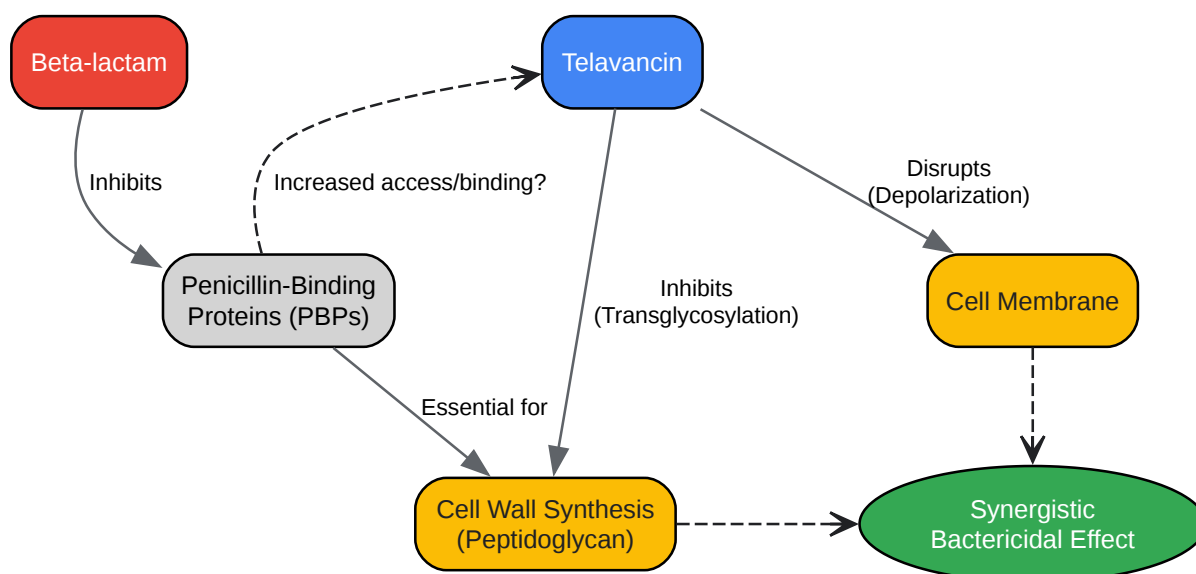 Beta-lactam
Telavancin
Inhibits
Increased access/binding?
Disrupts
(Depolarization)
Penicillin-Binding
Proteins (PBPs)
Inhibits
(Transglycosylation)
Cell Membrane
Essential for
Cell Wall Synthesis
(Peptidoglycan)
Synergistic
Bactericidal Effect